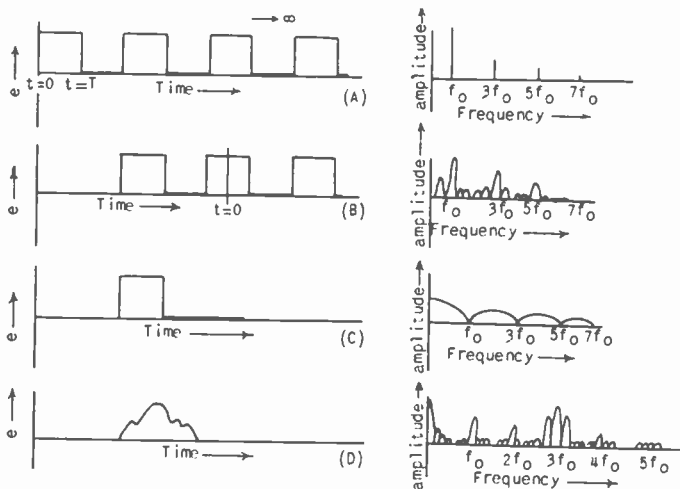 → ∞
e →
t=0 t=T Time → (A)
amplitude→
f₀ 3f₀ 5f₀ 7f₀
Frequency →
e →
Time → t=0 (B)
amplitude→
f₀ 3f₀ 5f₀ 7f₀
Frequency →
e →
Time → (C)
amplitude→
f₀ 3f₀ 5f₀ 7f₀
Frequency →
e →
Time → (D)
amplitude→
f₀ 2f₀ 3f₀ 4f₀ 5f₀
Frequency →